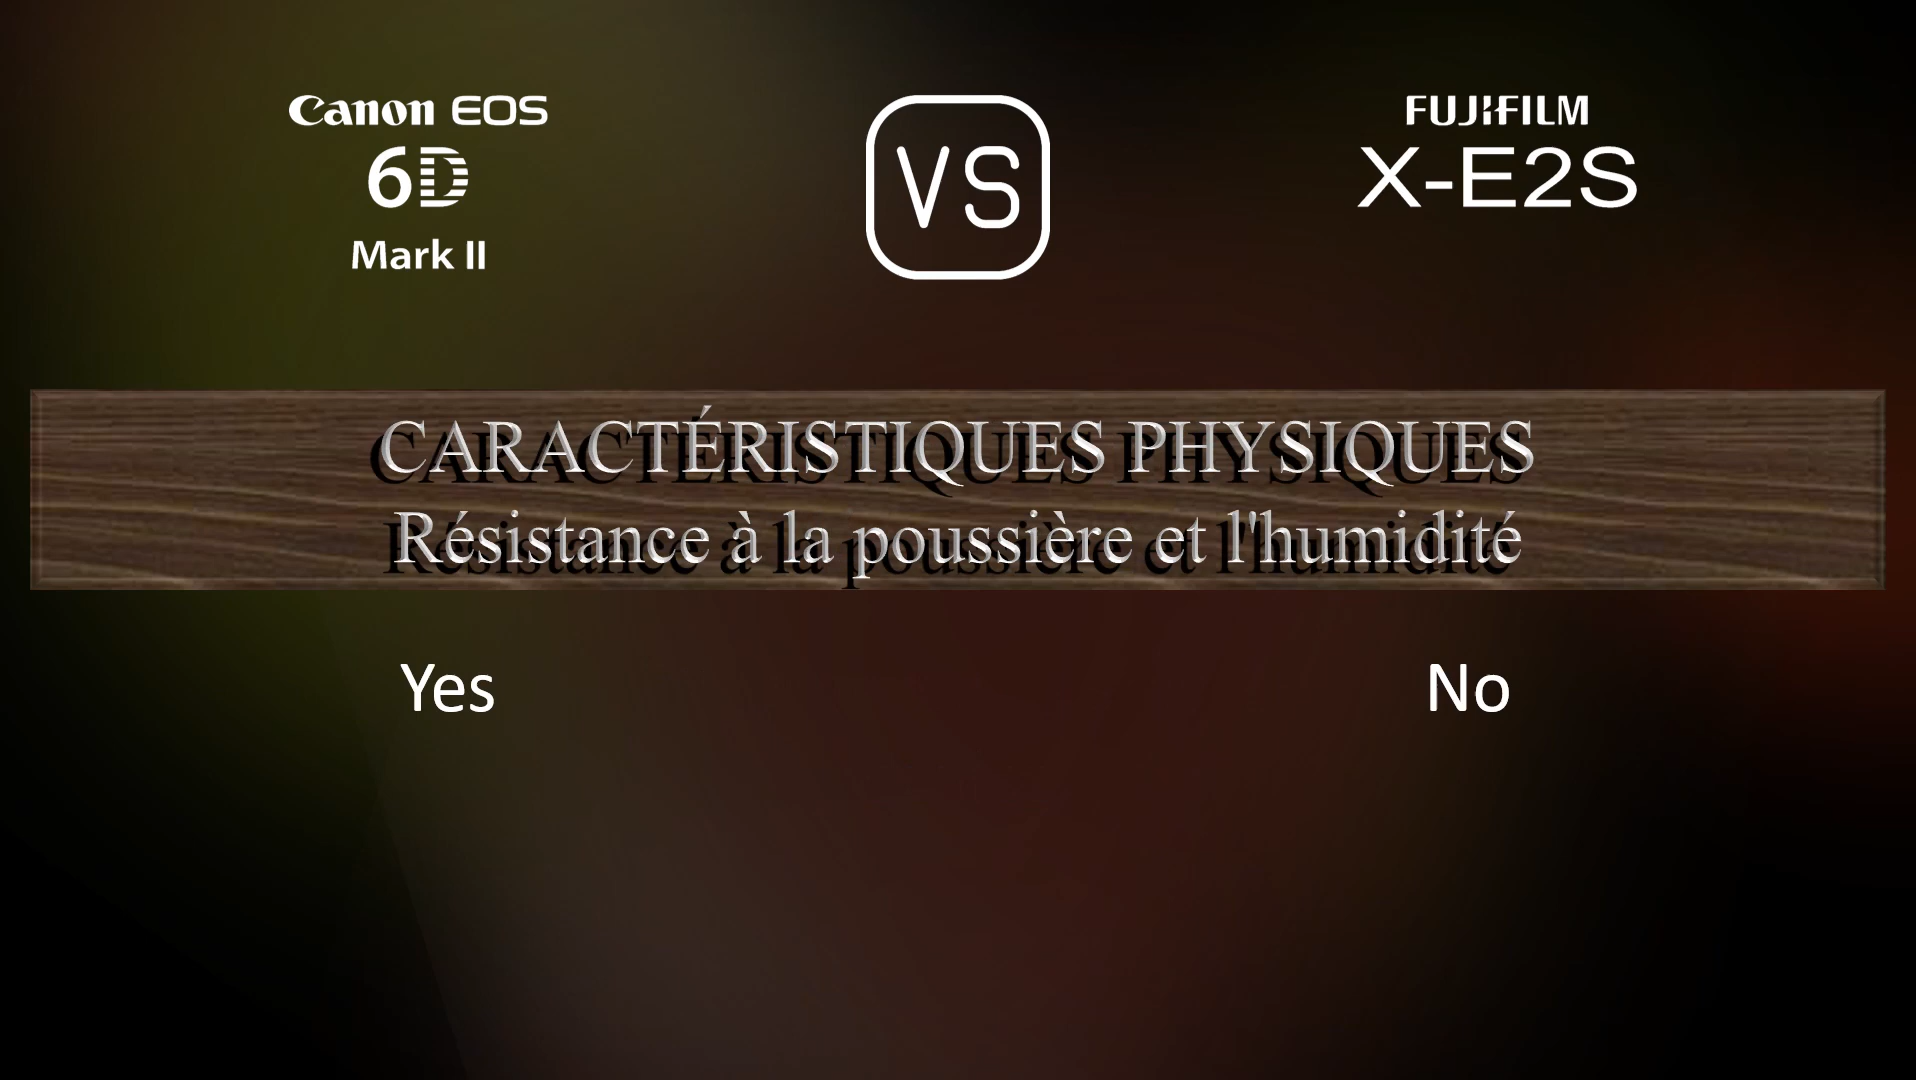 Canon EOS
6D
Mark II
VS
FUJIFILM
X-E2S
CARACTÉRISTIQUES PHYSIQUES
Résistance à la poussière et l'humidité
Yes
No